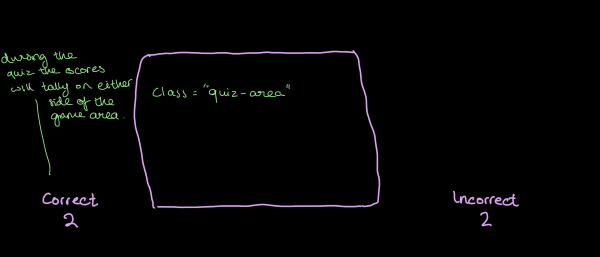 during the
quiz the scores
will tally on either
side of the
game area.
Class = "quiz-area"
Correct
2
Incorrect
2